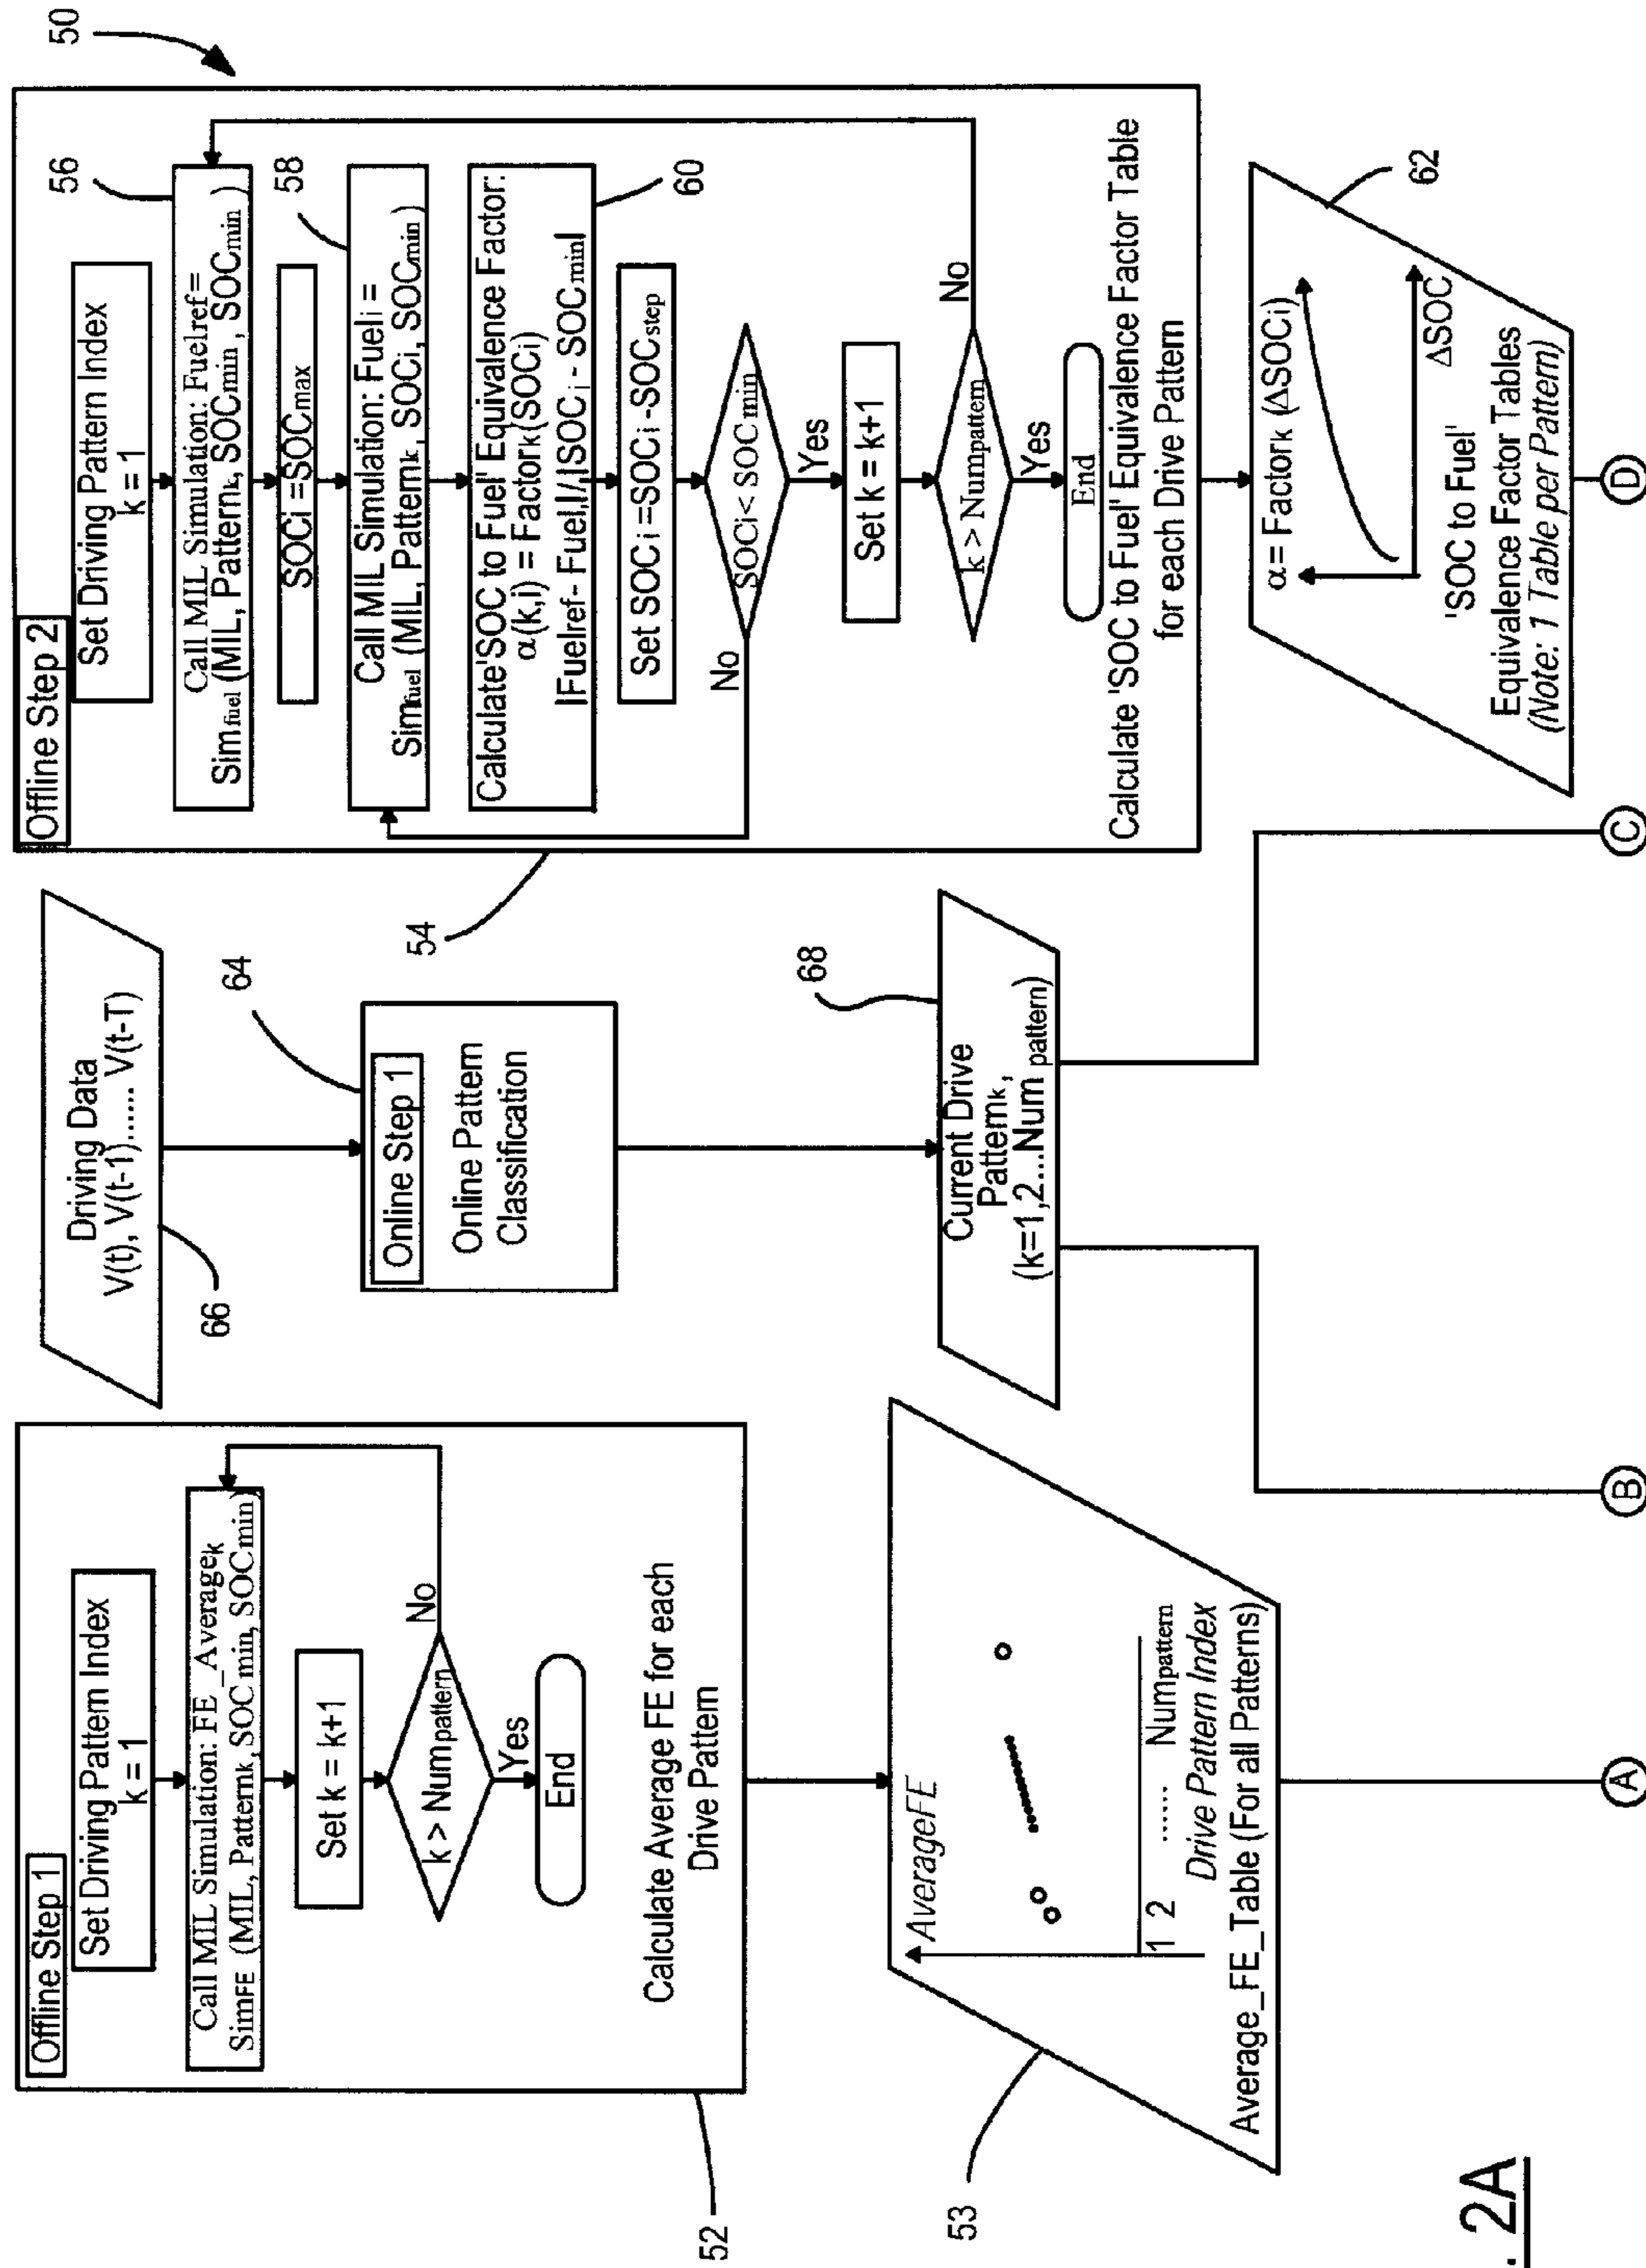 Offline Step 1
Set Driving Pattern Index
k = 1
Call MIL Simulation: FE_Averagek
SimFE (MIL, Patternk, SOCmin, SOCmin)
Set k = k+1
k > Numpattern
No
Yes
End
Calculate Average FE for each
Drive Pattern
52
AverageFE
1 2 ...... Numpattern
Drive Pattern Index
Average_FE_Table (For all Patterns)
53
A
Driving Data
V(t), V(t-1)...... V(t-T)
66
64
Online Step 1
Online Pattern
Classification
68
Current Drive
Patternk,
(k=1,2...Num pattern)
B
C
50
Offline Step 2
Set Driving Pattern Index
k = 1
56
Call MIL Simulation: Fuelref=
Simfuel (MIL, Patternk, SOCmin, SOCmin)
SOCi =SOCmax
58
Call MIL Simulation: Fueli =
Simfuel (MIL, Patternk, SOCi, SOCmin)
Calculate'SOC to Fuel' Equivalence Factor:
α(k,i) = Factork(SOCi)
|Fuelref- Fueli|/|SOCi - SOCmin|
60
Set SOCi =SOCi -SOCstep
SOCi< SOCmin
No
Yes
Set k = k+1
k > Numpattern
No
Yes
End
Calculate 'SOC to Fuel' Equivalence Factor Table
for each Drive Pattern
54
α= Factork (ΔSOCi)
ΔSOC
'SOC to Fuel'
Equivalence Factor Tables
(Note: 1 Table per Pattern)
62
D
. 2A